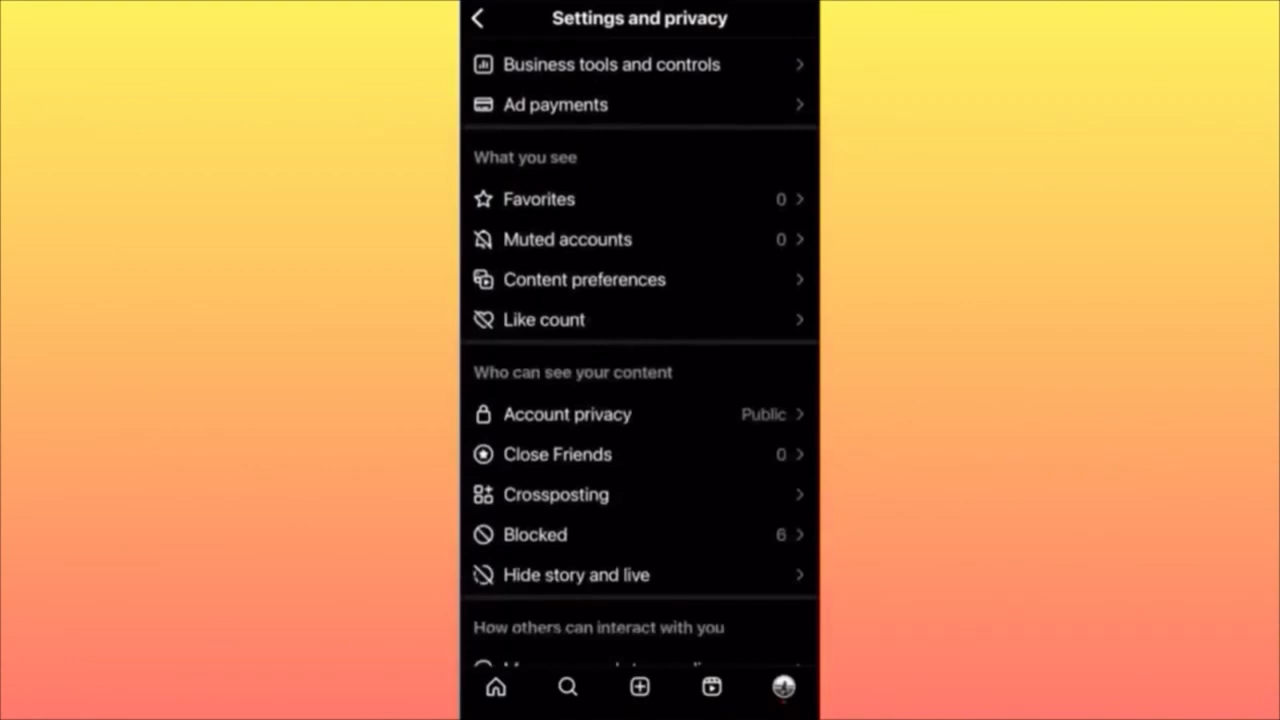 Settings and privacy
Business tools and controls
Ad payments
What you see
Favorites 0
Muted accounts 0
Content preferences
Like count
Who can see your content
Account privacy Public
Close Friends 0
Crossposting
Blocked 6
Hide story and live
How others can interact with you